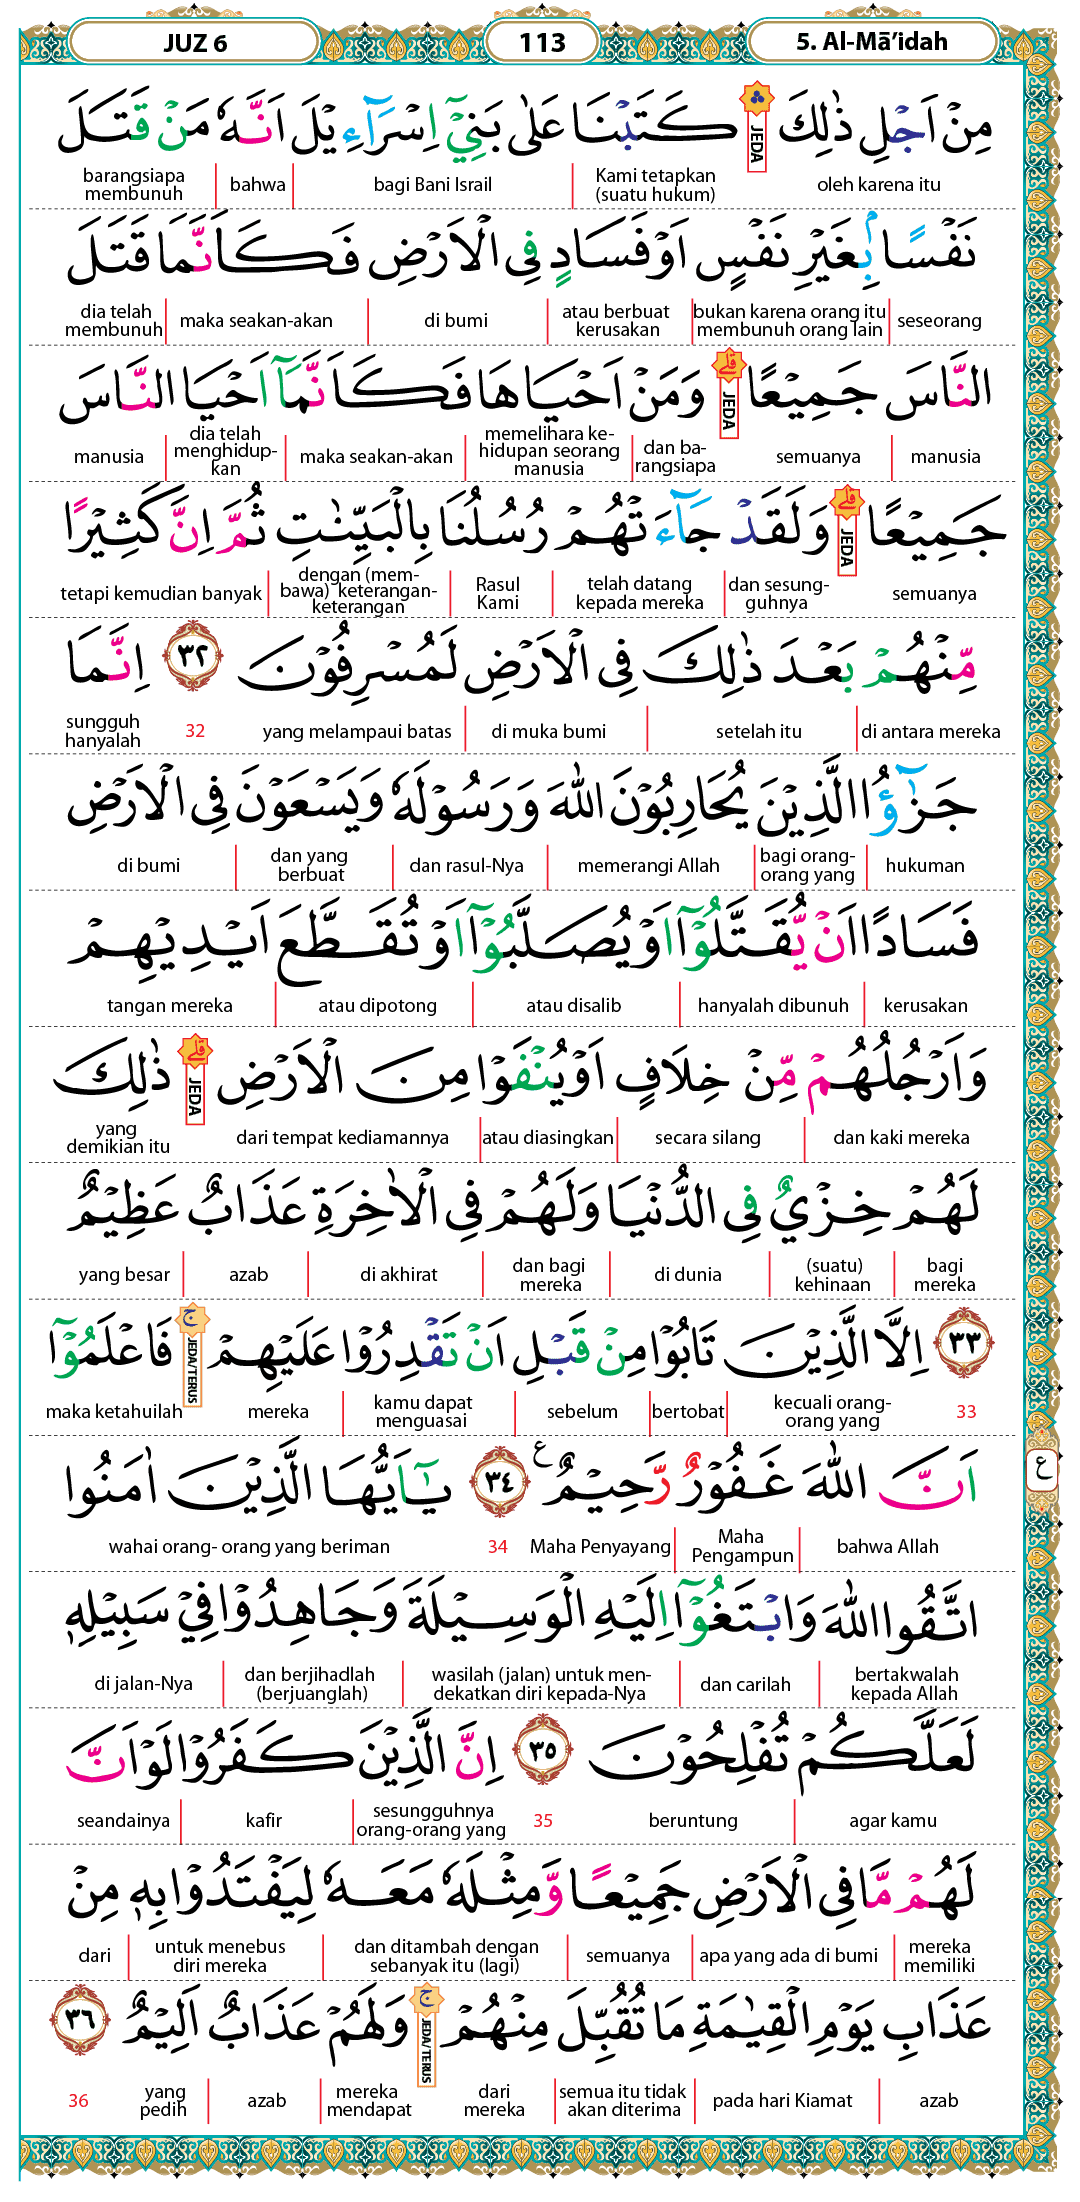 JUZ 6 113 5. Al-Mā’idah
مِنْ اَجْلِ ذٰلِكَ ۛ كَتَبْنَا عَلٰى بَنِيْٓ اِسْرَاۤءِيْلَ اَنَّهٗ مَنْ قَتَلَ
JEDA
oleh karena itu | Kami tetapkan (suatu hukum) | bagi Bani Israil | bahwa | barangsiapa membunuh
نَفْسًاۢ بِغَيْرِ نَفْسٍ اَوْ فَسَادٍ فِى الْاَرْضِ فَكَاَنَّمَا قَتَلَ
seseorang | bukan karena orang itu membunuh orang lain | atau berbuat kerusakan | di bumi | maka seakan-akan | dia telah membunuh
النَّاسَ جَمِيْعًاۗ وَمَنْ اَحْيَاهَا فَكَاَنَّمَآ اَحْيَا النَّاسَ
JEDA
manusia | semuanya | dan ba-rangsiapa | memelihara ke-hidupan seorang manusia | maka seakan-akan | dia telah menghidup-kan | manusia
جَمِيْعًاۗ وَلَقَدْ جَاۤءَتْهُمْ رُسُلُنَا بِالْبَيِّنٰتِ ثُمَّ اِنَّ كَثِيْرًا
JEDA
semuanya | dan sesung-guhnya | telah datang kepada mereka | Rasul Kami | dengan (mem-bawa) keterangan-keterangan | tetapi kemudian banyak
مِّنْهُمْ بَعْدَ ذٰلِكَ فِى الْاَرْضِ لَمُسْرِفُوْنَ ٣٢ اِنَّمَا
di antara mereka | setelah itu | di muka bumi | yang melampaui batas 32 sungguh hanyalah
جَزٰۤؤُا الَّذِيْنَ يُحَارِبُوْنَ اللّٰهَ وَرَسُوْلَهٗ وَيَسْعَوْنَ فِى الْاَرْضِ
hukuman | bagi orang-orang yang | memerangi Allah | dan rasul-Nya | dan yang berbuat | di bumi
فَسَادًا اَنْ يُّقَتَّلُوْٓا اَوْ يُصَلَّبُوْٓا اَوْ تُقَطَّعَ اَيْدِيْهِمْ
kerusakan | hanyalah dibunuh | atau disalib | atau dipotong | tangan mereka
وَاَرْجُلُهُمْ مِّنْ خِلَافٍ اَوْ يُنْفَوْا مِنَ الْاَرْضِۗ ذٰلِكَ
JEDA
dan kaki mereka | secara silang | atau diasingkan | dari tempat kediamannya yang demikian itu
لَهُمْ خِزْيٌ فِى الدُّنْيَا وَلَهُمْ فِى الْاٰخِرَةِ عَذَابٌ عَظِيْمٌ
bagi mereka | (suatu) kehinaan | di dunia | dan bagi mereka | di akhirat | azab | yang besar
٣٣ اِلَّا الَّذِيْنَ تَابُوْا مِنْ قَبْلِ اَنْ تَقْدِرُوْا عَلَيْهِمْۚ فَاعْلَمُوْٓا
JEDA/TERUS
33 kecuali orang-orang yang | bertobat | sebelum | kamu dapat menguasai | mereka maka ketahuilah
اَنَّ اللّٰهَ غَفُوْرٌ رَّحِيْمٌ ࣖ ٣٤ يٰٓاَيُّهَا الَّذِيْنَ اٰمَنُوا
ع
bahwa Allah | Maha Pengampun | Maha Penyayang 34 wahai orang- orang yang beriman
اتَّقُوا اللّٰهَ وَابْتَغُوْٓا اِلَيْهِ الْوَسِيْلَةَ وَجَاهِدُوْا فِيْ سَبِيْلِهٖ
bertakwalah kepada Allah | dan carilah | wasilah (jalan) untuk men-dekatkan diri kepada-Nya | dan berjihadlah (berjuanglah) | di jalan-Nya
لَعَلَّكُمْ تُفْلِحُوْنَ ٣٥ اِنَّ الَّذِيْنَ كَفَرُوْا لَوْ اَنَّ
agar kamu | beruntung 35 sesungguhnya orang-orang yang | kafir | seandainya
لَهُمْ مَّا فِى الْاَرْضِ جَمِيْعًا وَّمِثْلَهٗ مَعَهٗ لِيَفْتَدُوْا بِهٖ مِنْ
mereka memiliki | apa yang ada di bumi | semuanya | dan ditambah dengan sebanyak itu (lagi) | untuk menebus diri mereka | dari
عَذَابِ يَوْمِ الْقِيٰمَةِ مَا تُقُبِّلَ مِنْهُمْۚ وَلَهُمْ عَذَابٌ اَلِيْمٌ ٣٦
JEDA/TERUS
azab | pada hari Kiamat | semua itu tidak akan diterima | dari mereka mereka mendapat | azab | yang pedih 36